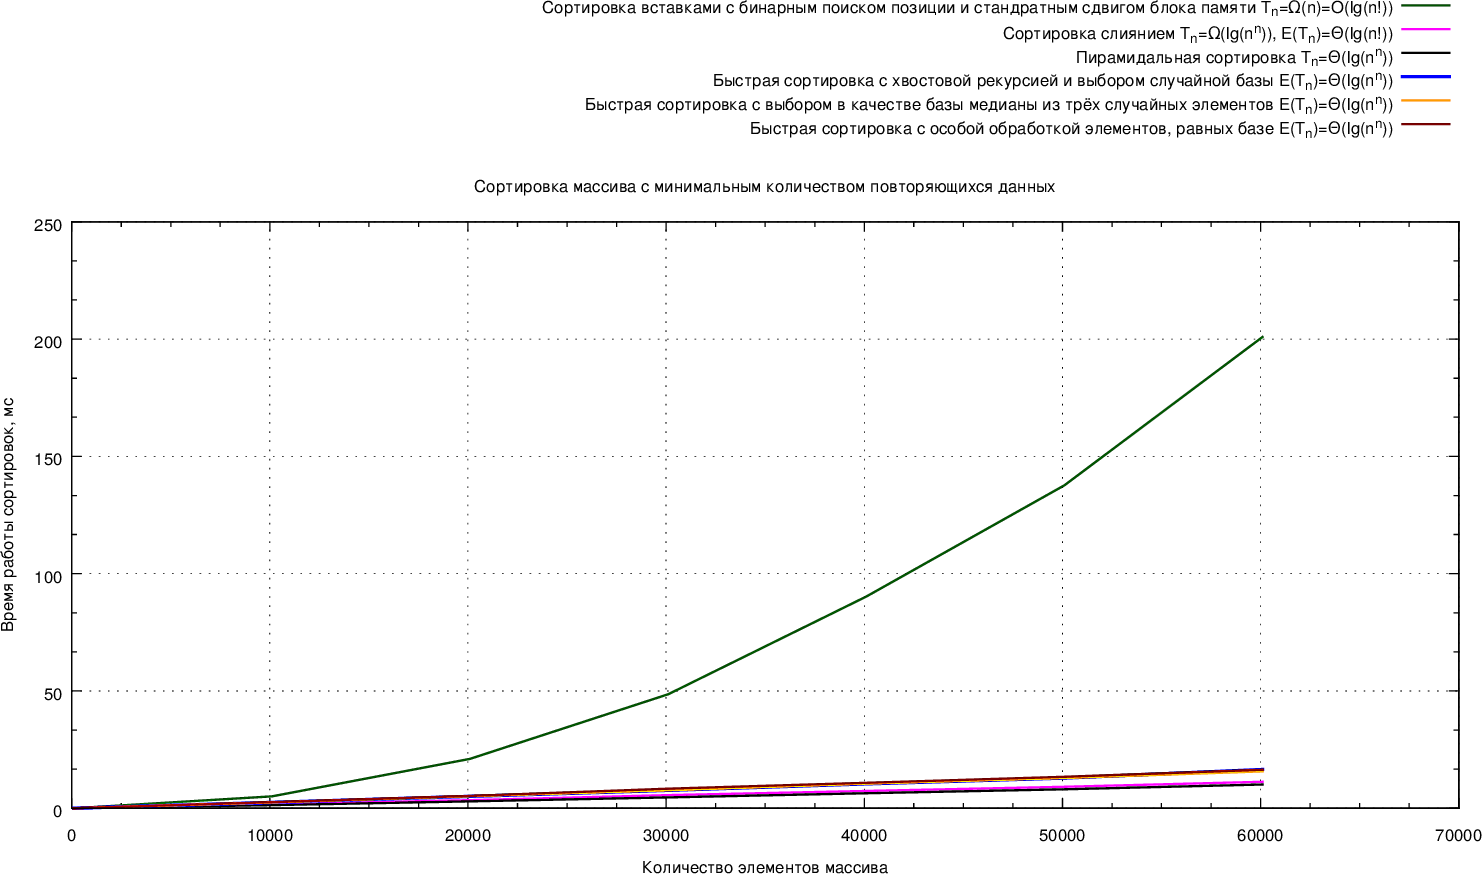 Сортировка вставками с бинарным поиском позиции и стандратным сдвигом блока памяти Tn=Ω(n)=O(lg(n!))
Сортировка слиянием Tn=Ω(lg(nⁿ)), E(Tn)=Θ(lg(n!)
Пирамидальная сортировка Tn=Θ(lg(nⁿ))
Быстрая сортировка с хвостовой рекурсией и выбором случайной базы E(Tn)=Θ(lg(nⁿ))
Быстрая сортировка с выбором в качестве базы медианы из трёх случайных элементов E(Tn)=Θ(lg(nⁿ))
Быстрая сортировка с особой обработкой элементов, равных базе E(Tn)=Θ(lg(nⁿ))
Сортировка массива с минимальным количеством повторяющихся данных
250
200
150
100
50
0
Время работы сортировок, мс
0 10000 20000 30000 40000 50000 60000 70000
Количество элементов массива